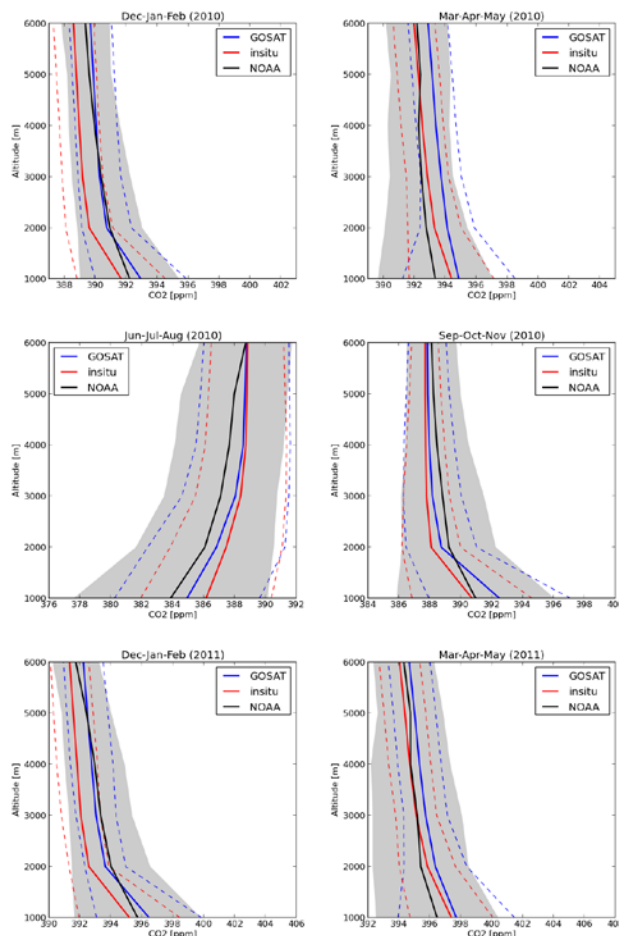 Dec-Jan-Feb (2010)
6000
5000
4000
3000
2000
1000
Altitude [m]
GOSAT
insitu
NOAA
388 390 392 394 396 398 400 402
CO2 [ppm]
Mar-Apr-May (2010)
6000
5000
4000
3000
2000
1000
Altitude [m]
GOSAT
insitu
NOAA
390 392 394 396 398 400 402 404
CO2 [ppm]
Jun-Jul-Aug (2010)
6000
5000
4000
3000
2000
1000
Altitude [m]
GOSAT
insitu
NOAA
376 378 380 382 384 386 388 390 392
CO2 [ppm]
Sep-Oct-Nov (2010)
6000
5000
4000
3000
2000
1000
Altitude [m]
GOSAT
insitu
NOAA
384 386 388 390 392 394 396 398
CO2 [ppm]
Dec-Jan-Feb (2011)
6000
5000
4000
3000
2000
1000
Altitude [m]
GOSAT
insitu
NOAA
390 392 394 396 398 400 402 404 406
CO2 [ppm]
Mar-Apr-May (2011)
6000
5000
4000
3000
2000
1000
Altitude [m]
GOSAT
insitu
NOAA
392 394 396 398 400 402 404 406 408
CO2 [ppm]